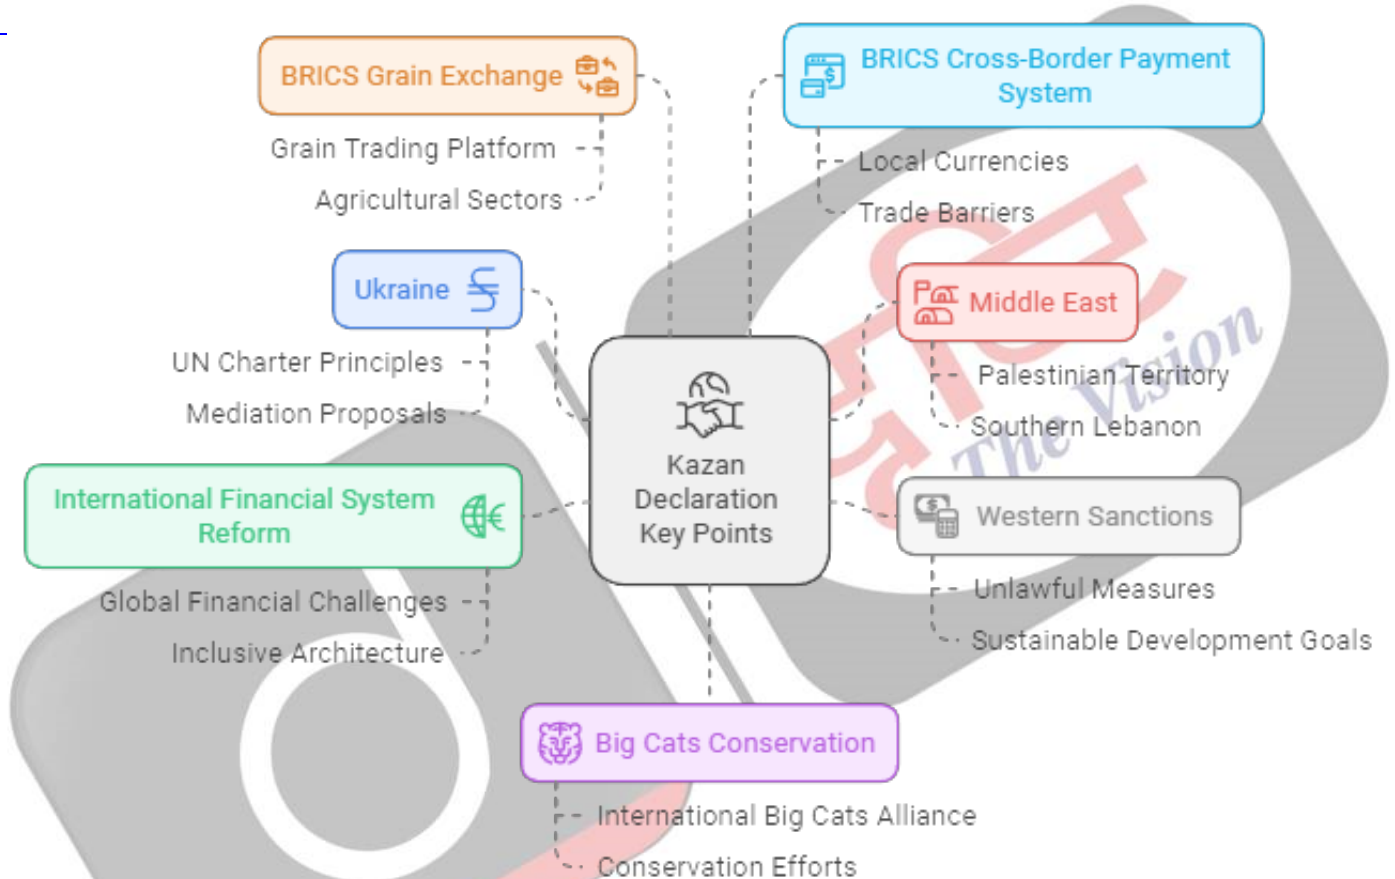 BRICS Grain Exchange
Grain Trading Platform
Agricultural Sectors
BRICS Cross-Border Payment
System
Local Currencies
Trade Barriers
Ukraine
UN Charter Principles
Mediation Proposals
Middle East
Palestinian Territory
Southern Lebanon
Kazan
Declaration
Key Points
International Financial System
Reform
Global Financial Challenges
Inclusive Architecture
Western Sanctions
Unlawful Measures
Sustainable Development Goals
Big Cats Conservation
International Big Cats Alliance
Conservation Efforts
The Vision